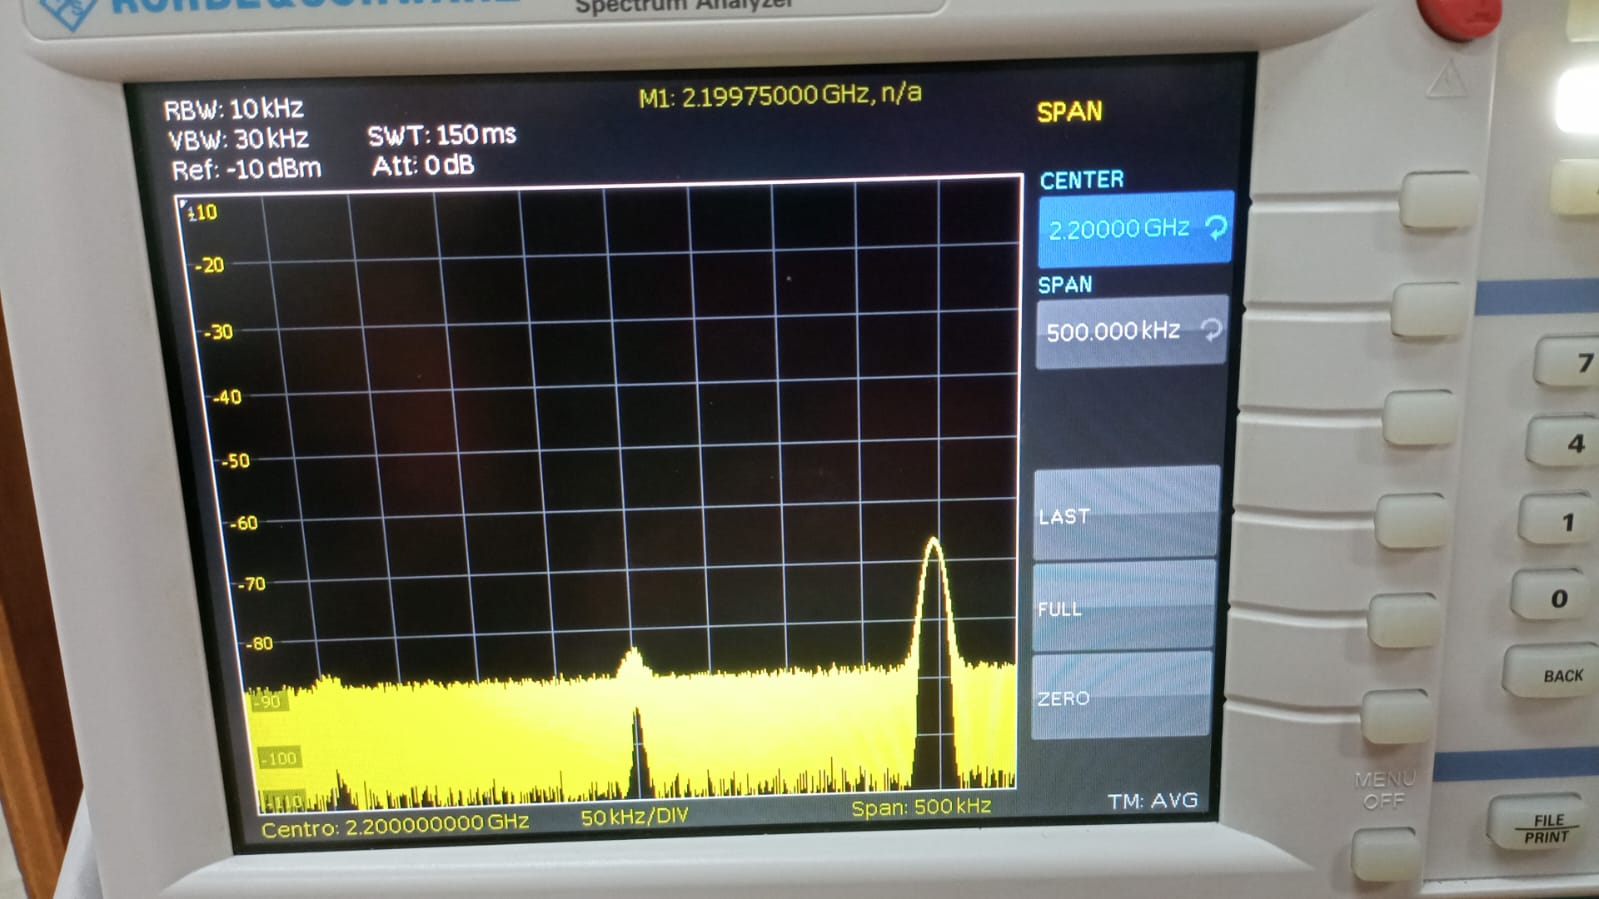 ROHDE & SCHWARZ
Spectrum Analyzer
RBW: 10 kHz
VBW: 30 kHz
SWT: 150 ms
Ref: -10 dBm
Att: 0 dB
M1: 2.19975000 GHz, n/a
SPAN
CENTER
2.20000 GHz
SPAN
500.000 kHz
LAST
FULL
ZERO
TM: AVG
-20
-30
-40
-50
-60
-70
-80
-90
-100
-110
Centro: 2.200000000 GHz
50 kHz/DIV
Span: 500 kHz
7
4
1
0
BACK
MENU
OFF
FILE
PRINT